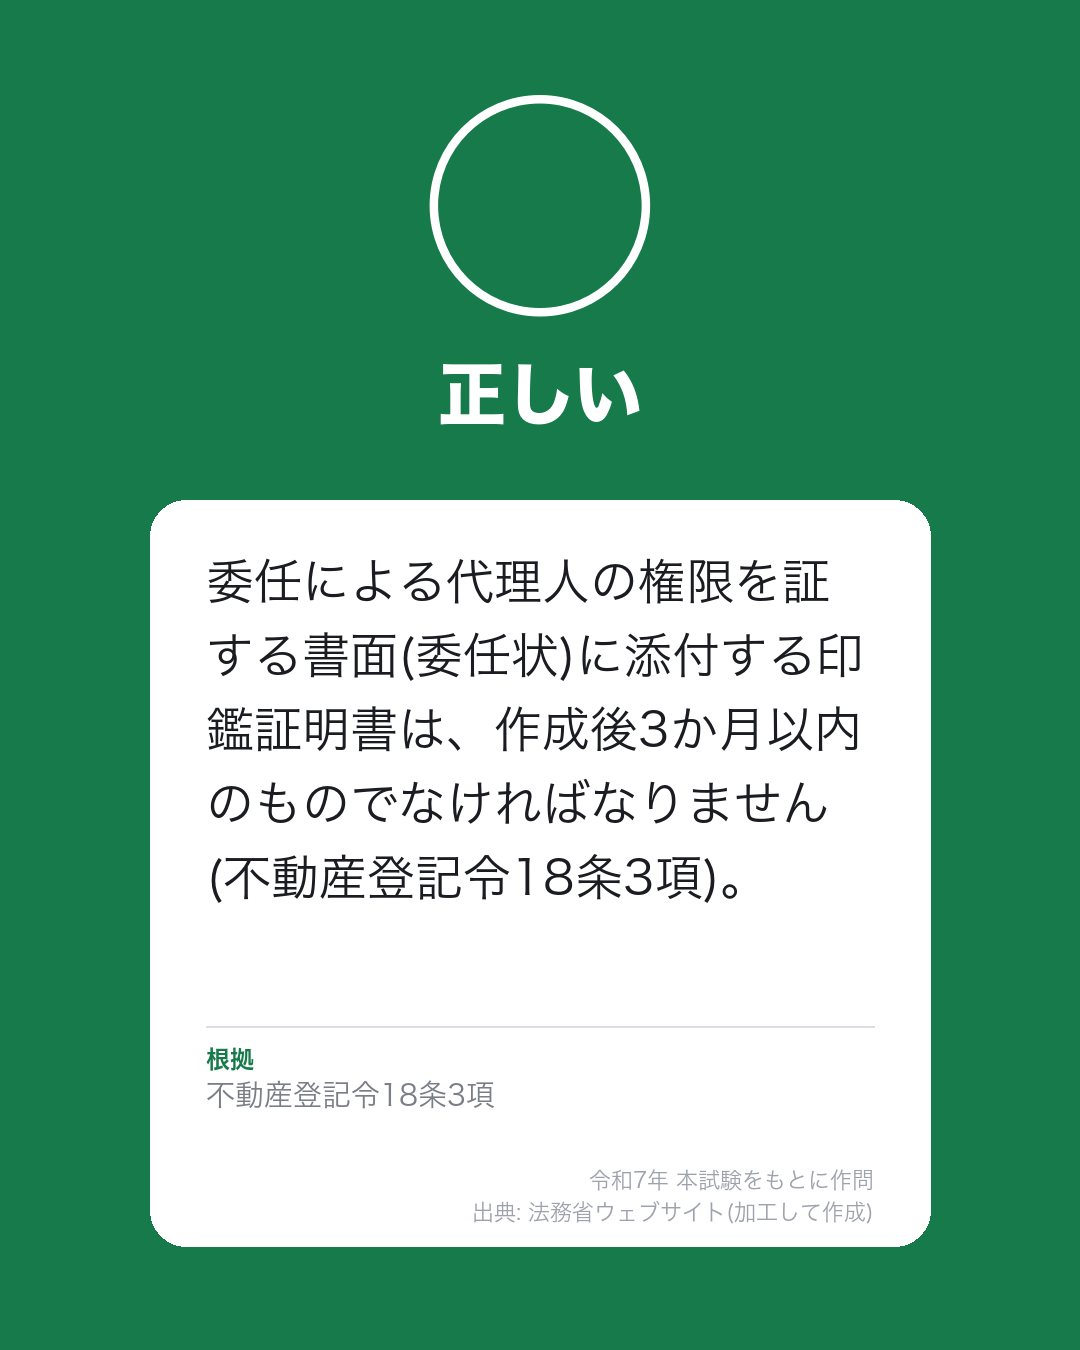 正しい
委任による代理人の権限を証
する書面(委任状)に添付する印
鑑証明書は、作成後3か月以内
のものでなければなりません
(不動産登記令18条3項)。
根拠
不動産登記令18条3項
令和7年 本試験をもとに作問
出典: 法務省ウェブサイト(加工して作成)